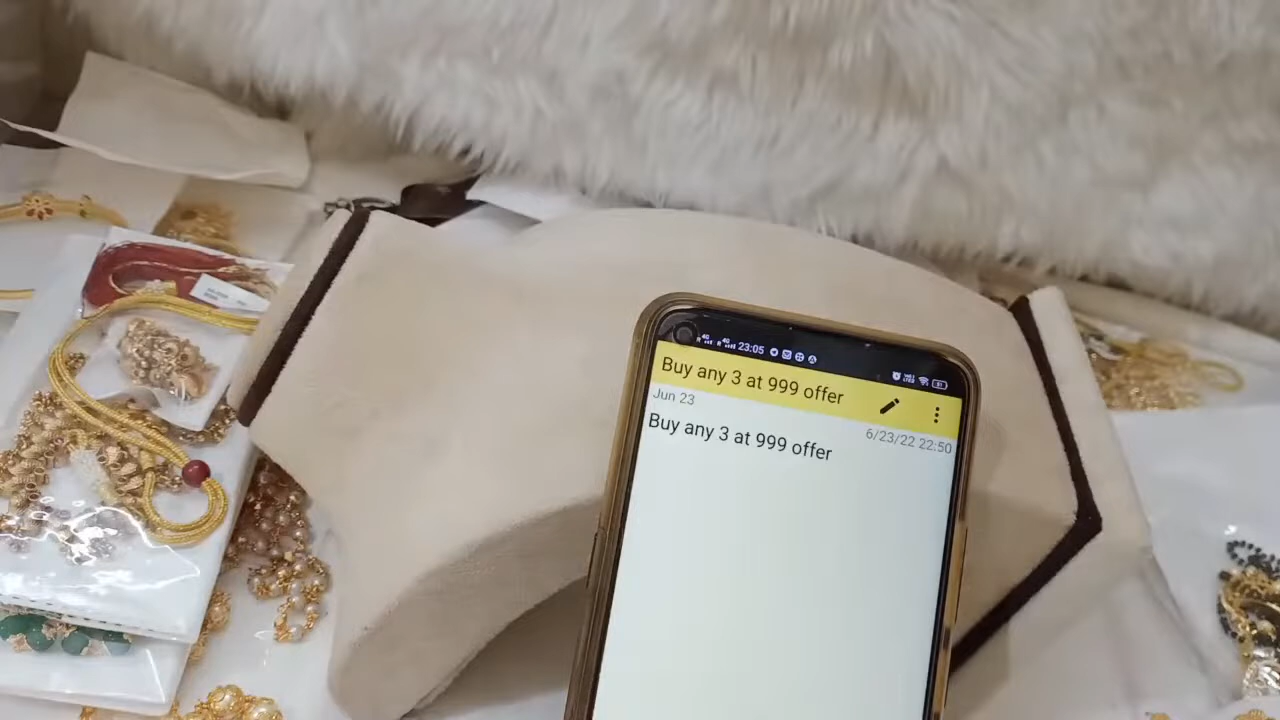 23:05
Buy any 3 at 999 offer
Jun 23
6/23/22 22:50
Buy any 3 at 999 offer